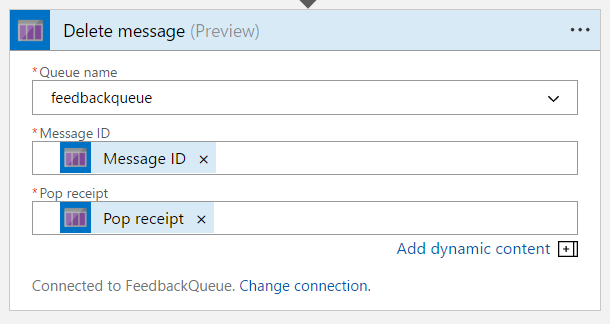 Delete message (Preview) ...
*Queue name
feedbackqueue
*Message ID
Message ID ×
*Pop receipt
Pop receipt ×
Add dynamic content
Connected to FeedbackQueue. Change connection.